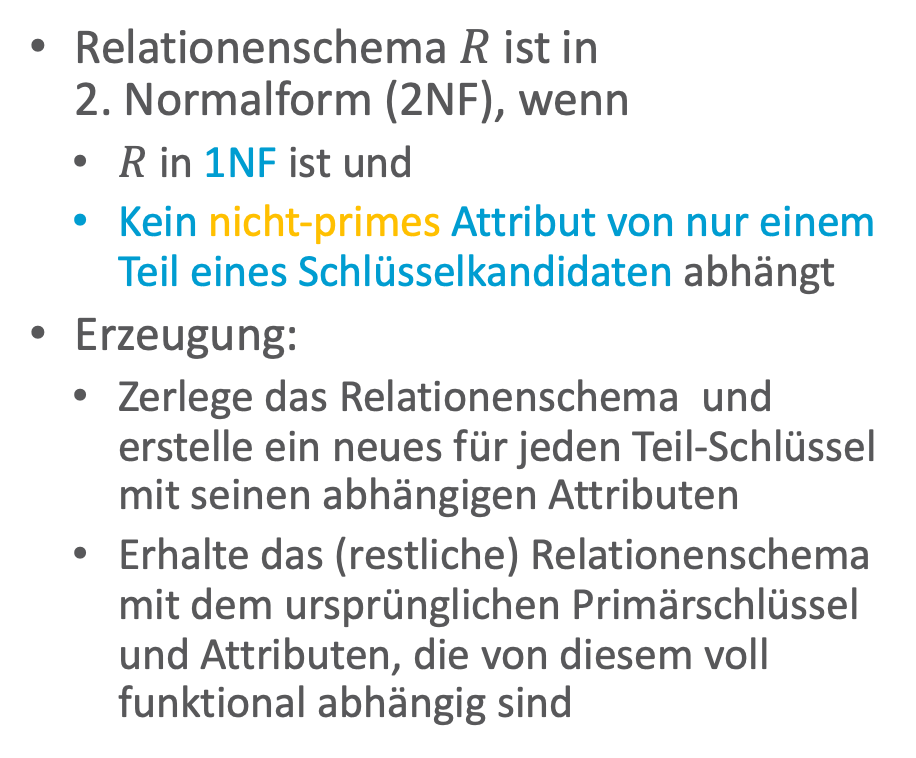 • Relationenschema R ist in
2. Normalform (2NF), wenn
• R in 1NF ist und
• Kein nicht-primes Attribut von nur einem
Teil eines Schlüsselkandidaten abhängt
• Erzeugung:
• Zerlege das Relationenschema  und
erstelle ein neues für jeden Teil-Schlüssel
mit seinen abhängigen Attributen
• Erhalte das (restliche) Relationenschema
mit dem ursprünglichen Primärschlüssel
und Attributen, die von diesem voll
funktional abhängig sind